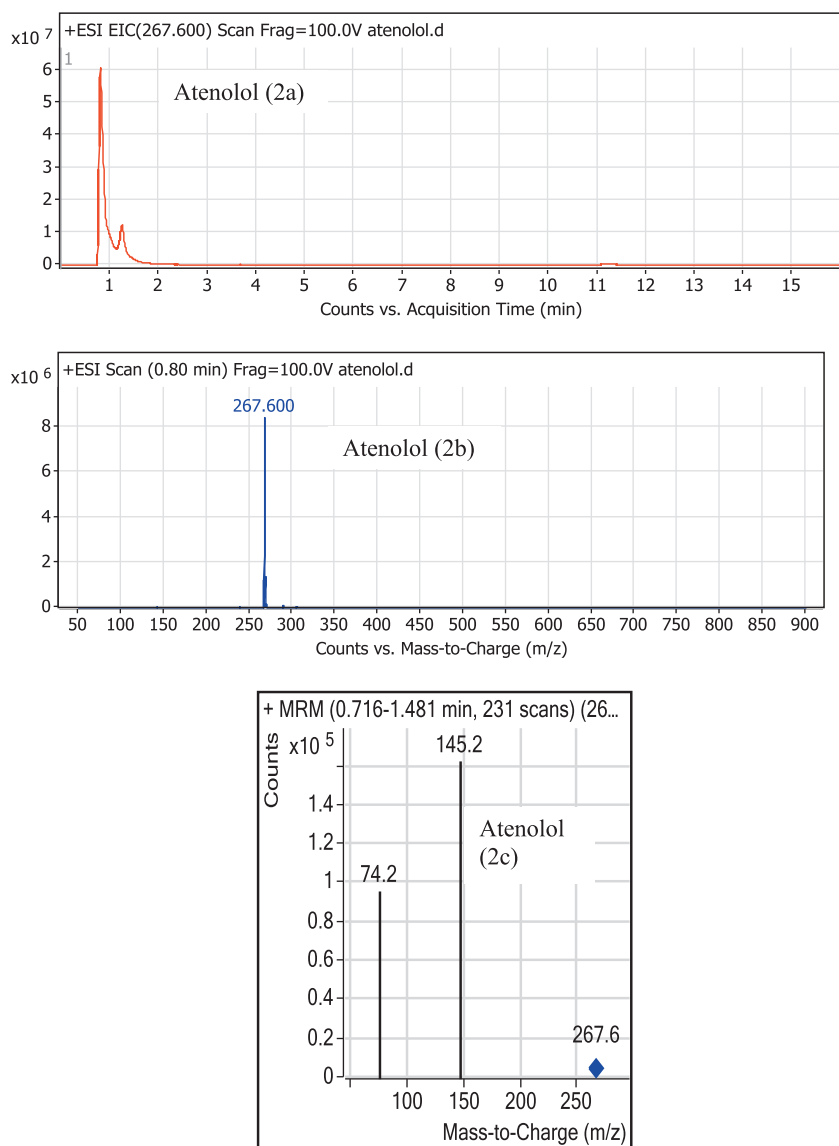 +ESI EIC(267.600) Scan Frag=100.0V atenolol.d
x10 7
1
Atenolol (2a)
6
5
4
3
2
1
0
1 2 3 4 5 6 7 8 9 10 11 12 13 14 15
Counts vs. Acquisition Time (min)
+ESI Scan (0.80 min) Frag=100.0V atenolol.d
x10 6
267.600
Atenolol (2b)
8
6
4
2
0
50 100 150 200 250 300 350 400 450 500 550 600 650 700 750 800 850 900
Counts vs. Mass-to-Charge (m/z)
+ MRM (0.716-1.481 min, 231 scans) (26...
Counts
x10 5
145.2
Atenolol
(2c)
74.2
1.4
1.2
1
0.8
0.6
0.4
0.2
0
267.6
100 150 200 250
Mass-to-Charge (m/z)